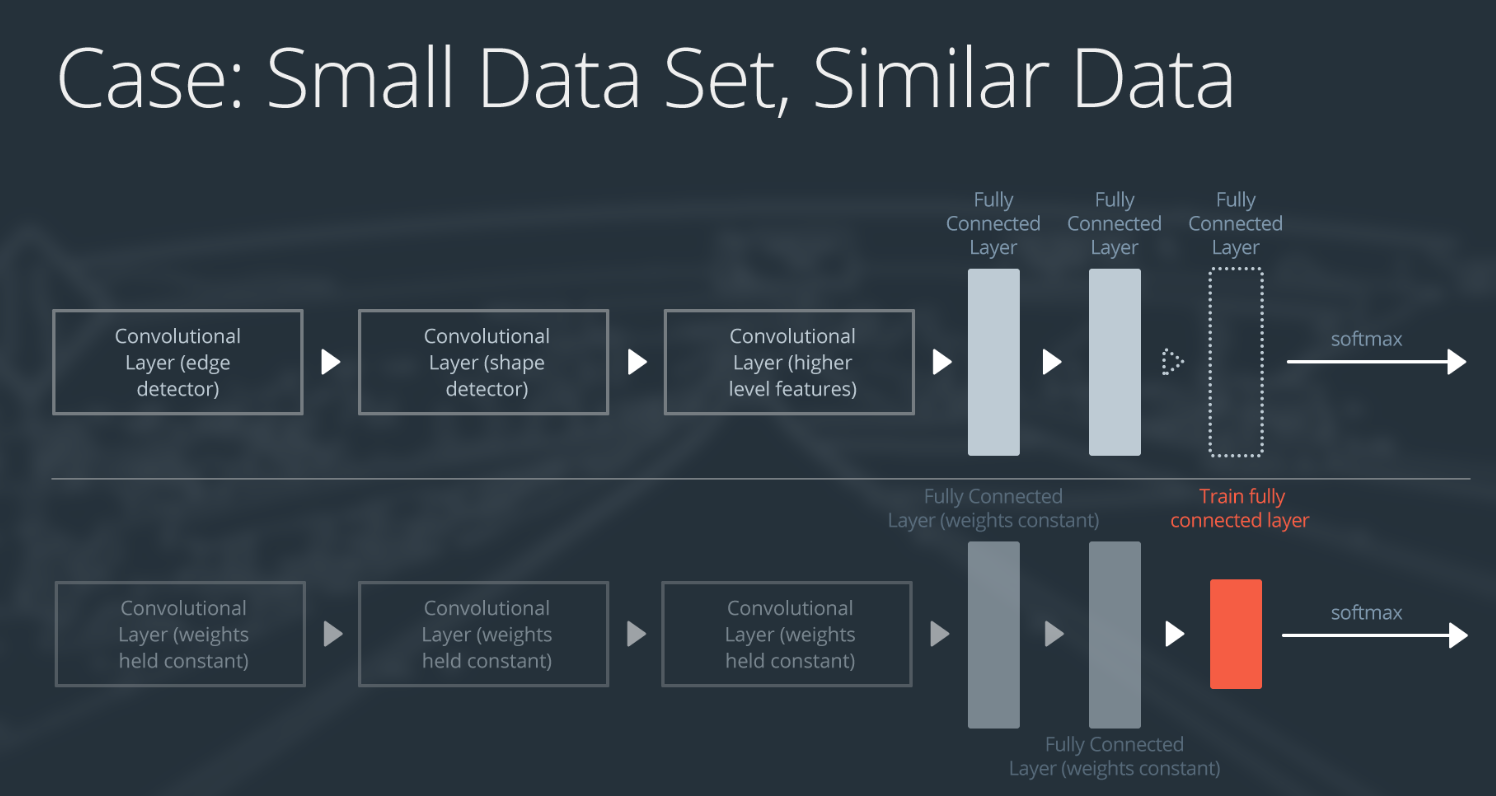 Case: Small Data Set, Similar Data
Fully
Connected
Layer
Fully
Connected
Layer
Fully
Connected
Layer
Convolutional
Layer (edge
detector)
Convolutional
Layer (shape
detector)
Convolutional
Layer (higher
level features)
softmax
Fully Connected
Layer (weights constant)
Train fully
connected layer
Convolutional
Layer (weights
held constant)
Convolutional
Layer (weights
held constant)
Convolutional
Layer (weights
held constant)
softmax
Fully Connected
Layer (weights constant)